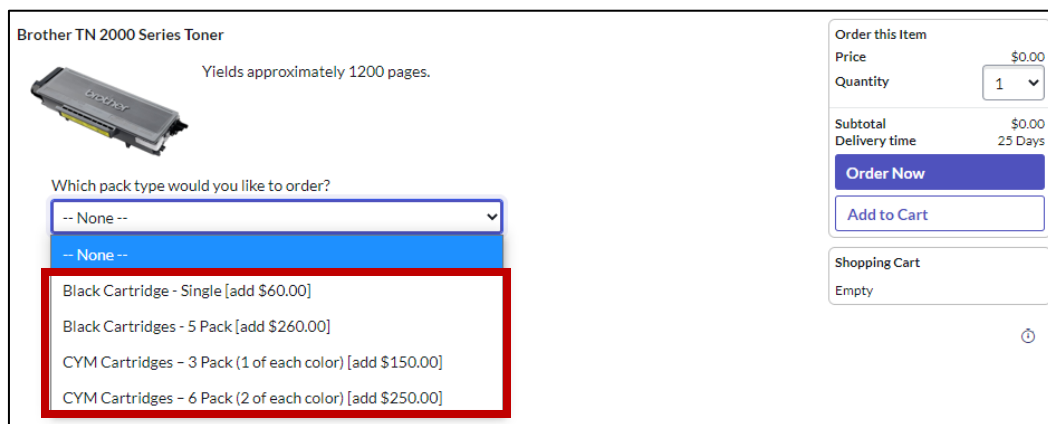 Brother TN 2000 Series Toner
brother
Yields approximately 1200 pages.
Which pack type would you like to order?
-- None --
-- None --
Black Cartridge - Single [add $60.00]
Black Cartridges - 5 Pack [add $260.00]
CYM Cartridges – 3 Pack (1 of each color) [add $150.00]
CYM Cartridges – 6 Pack (2 of each color) [add $250.00]
Order this Item
Price $0.00
Quantity 1
Subtotal $0.00
Delivery time 25 Days
Order Now
Add to Cart
Shopping Cart
Empty